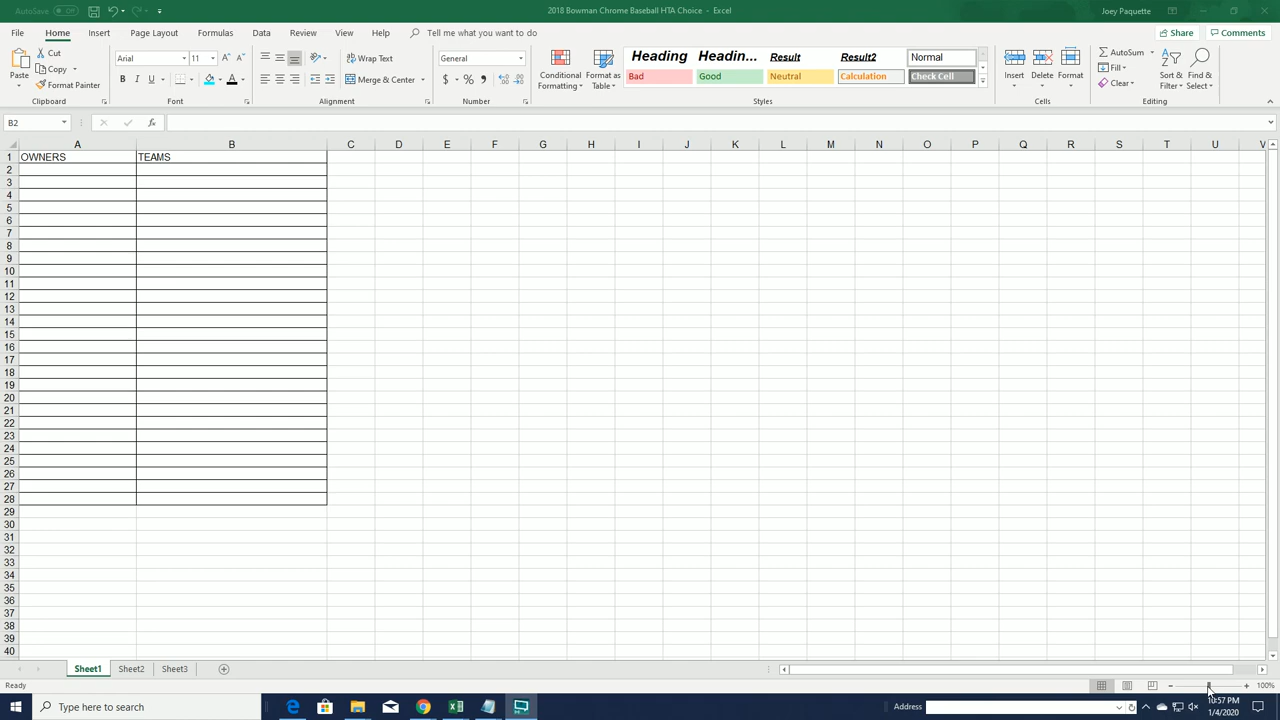 AutoSave Off
2018 Bowman Chrome Baseball HTA Choice - Excel
Joey Paquette
File Home Insert Page Layout Formulas Data Review View Help Tell me what you want to do
Share Comments
Paste
Cut
Copy
Format Painter
Clipboard
Arial 11
B I U
Font
Wrap Text
Merge & Center
Alignment
General
$ % ,
Number
Conditional Formatting
Format as Table
Heading Headin... Result Result2 Normal
Bad Good Neutral Calculation Check Cell
Styles
Insert Delete Format
Cells
AutoSum
Fill
Clear
Sort & Filter
Find & Select
Editing
B2 fx
A B C D E F G H I J K L M N O P Q R S T U V
1 OWNERS TEAMS
2
3
4
5
6
7
8
9
10
11
12
13
14
15
16
17
18
19
20
21
22
23
24
25
26
27
28
29
30
31
32
33
34
35
36
37
38
39
40
Sheet1 Sheet2 Sheet3
Ready 100%
Type here to search
Address
10:57 PM
1/4/2020